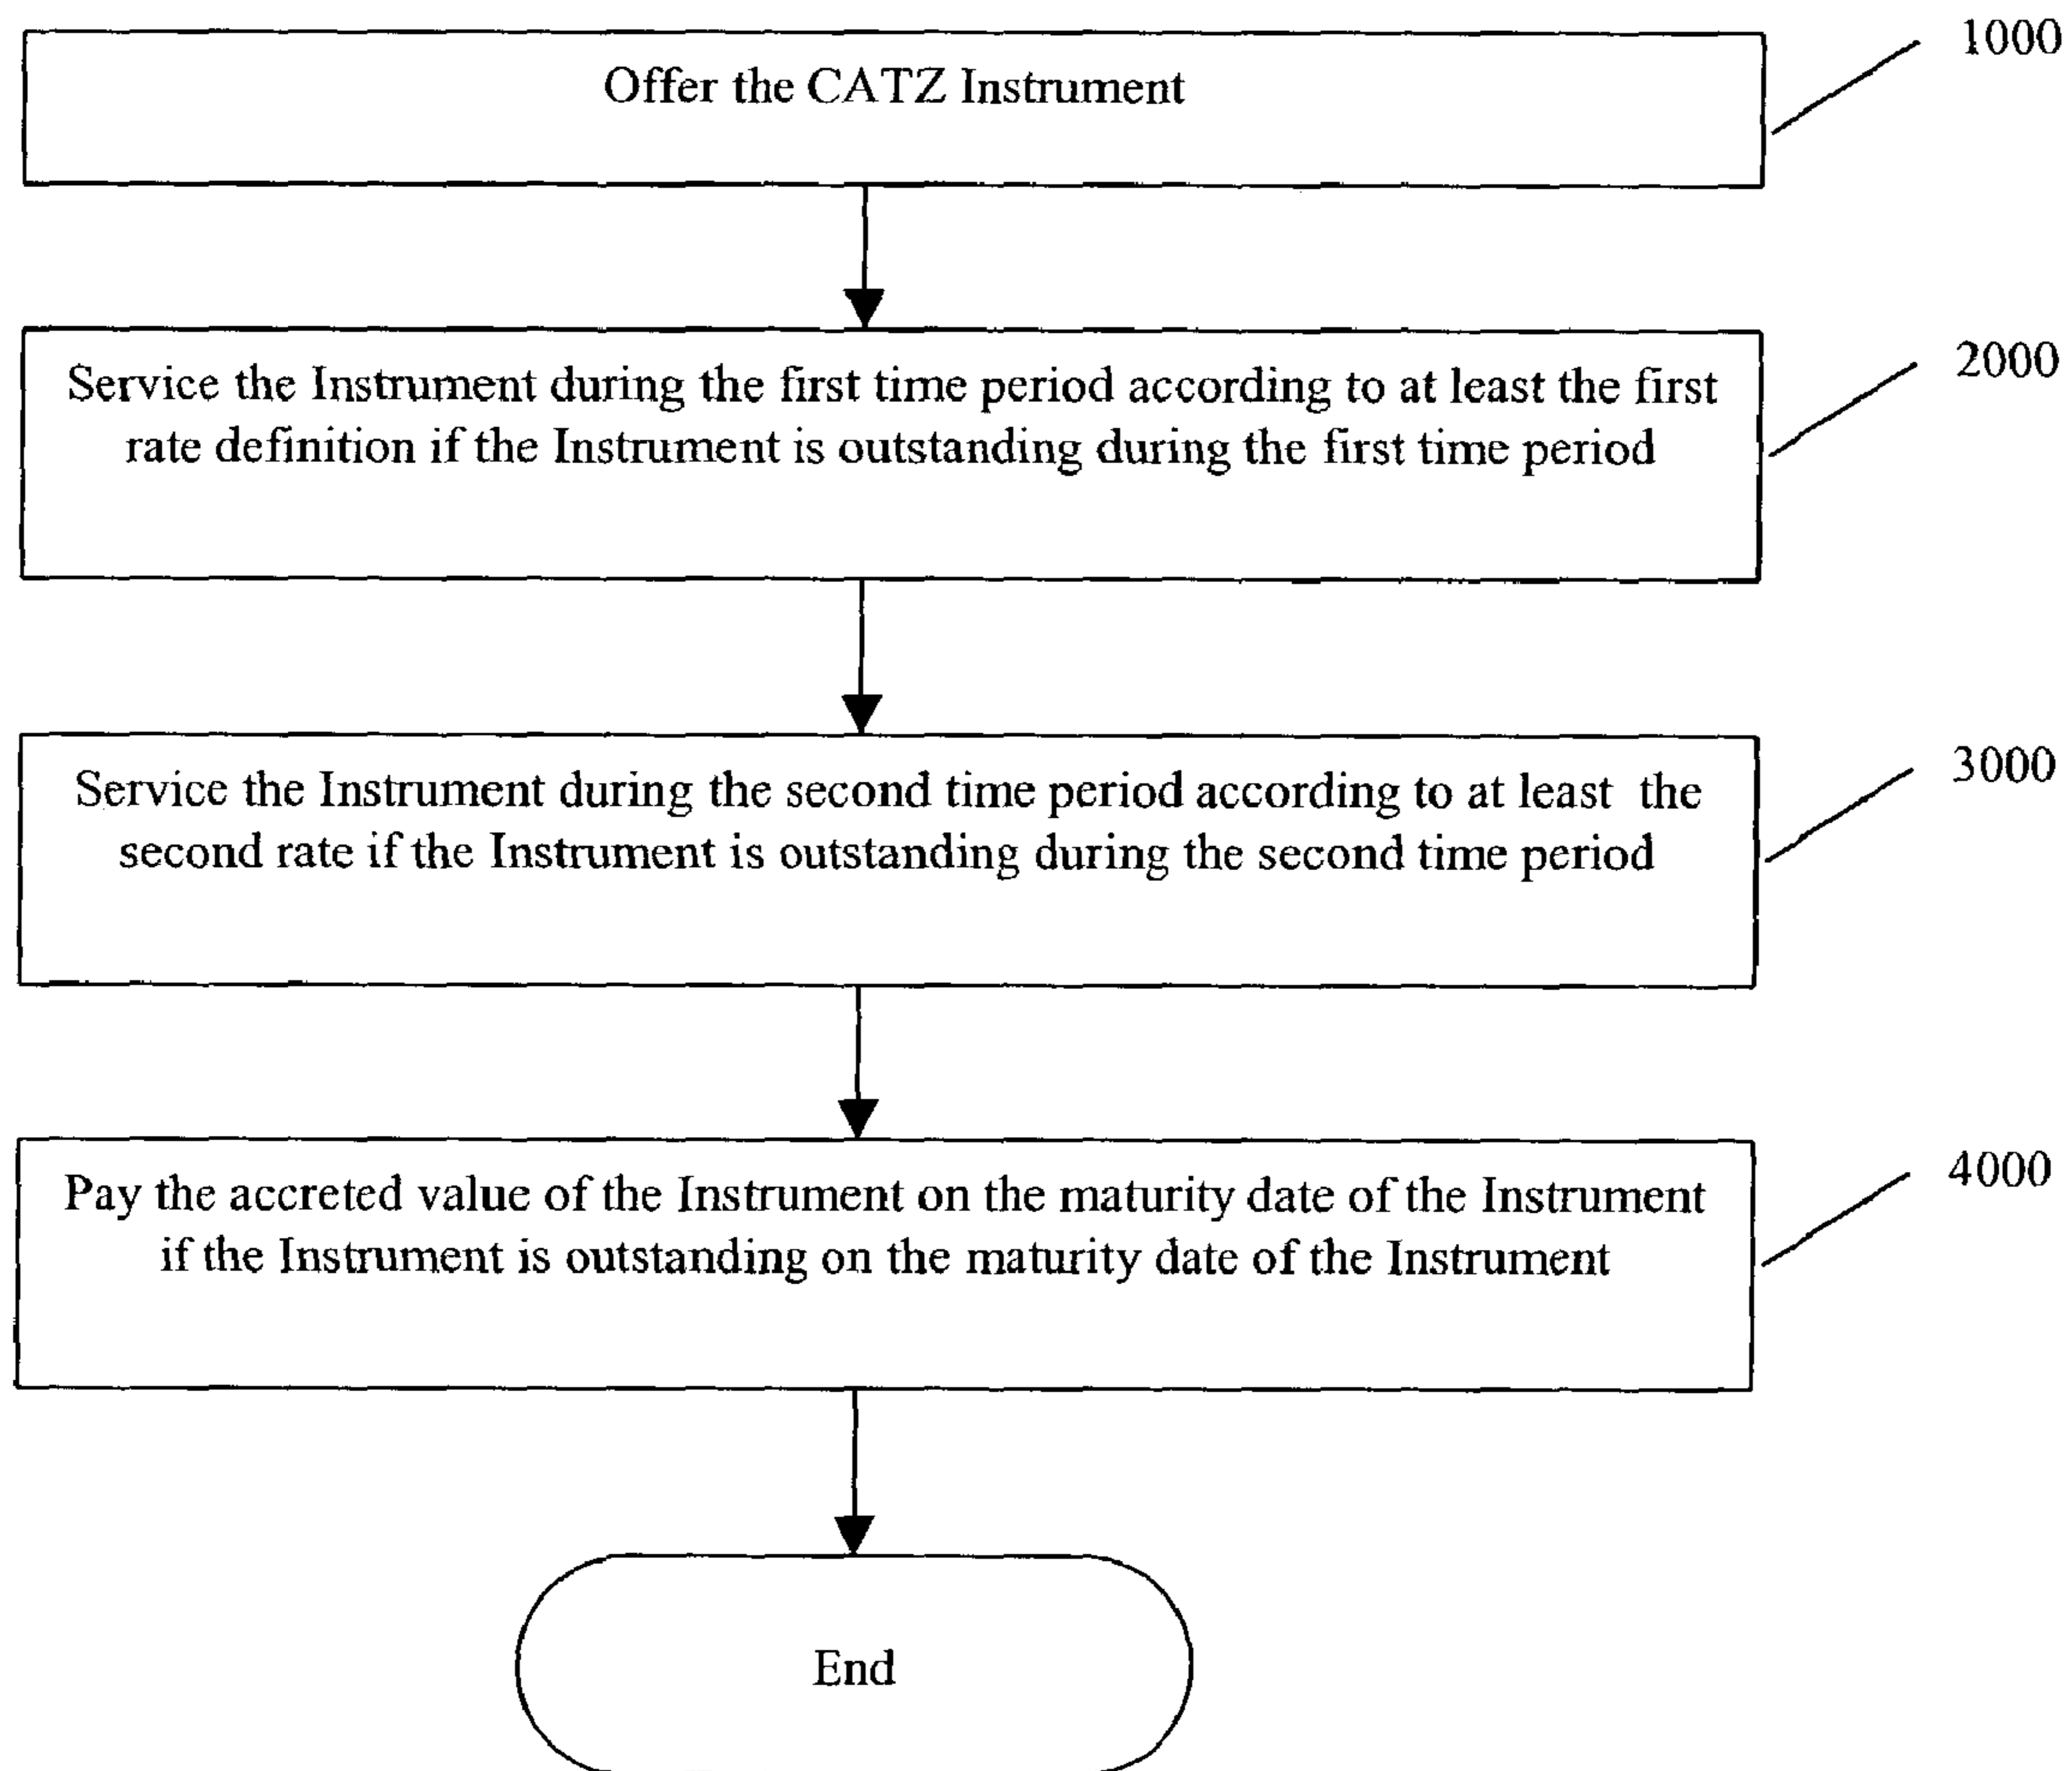 1000
Offer the CATZ Instrument
2000
Service the Instrument during the first time period according to at least the first
rate definition if the Instrument is outstanding during the first time period
3000
Service the Instrument during the second time period according to at least the
second rate if the Instrument is outstanding during the second time period
4000
Pay the accreted value of the Instrument on the maturity date of the Instrument
if the Instrument is outstanding on the maturity date of the Instrument
End